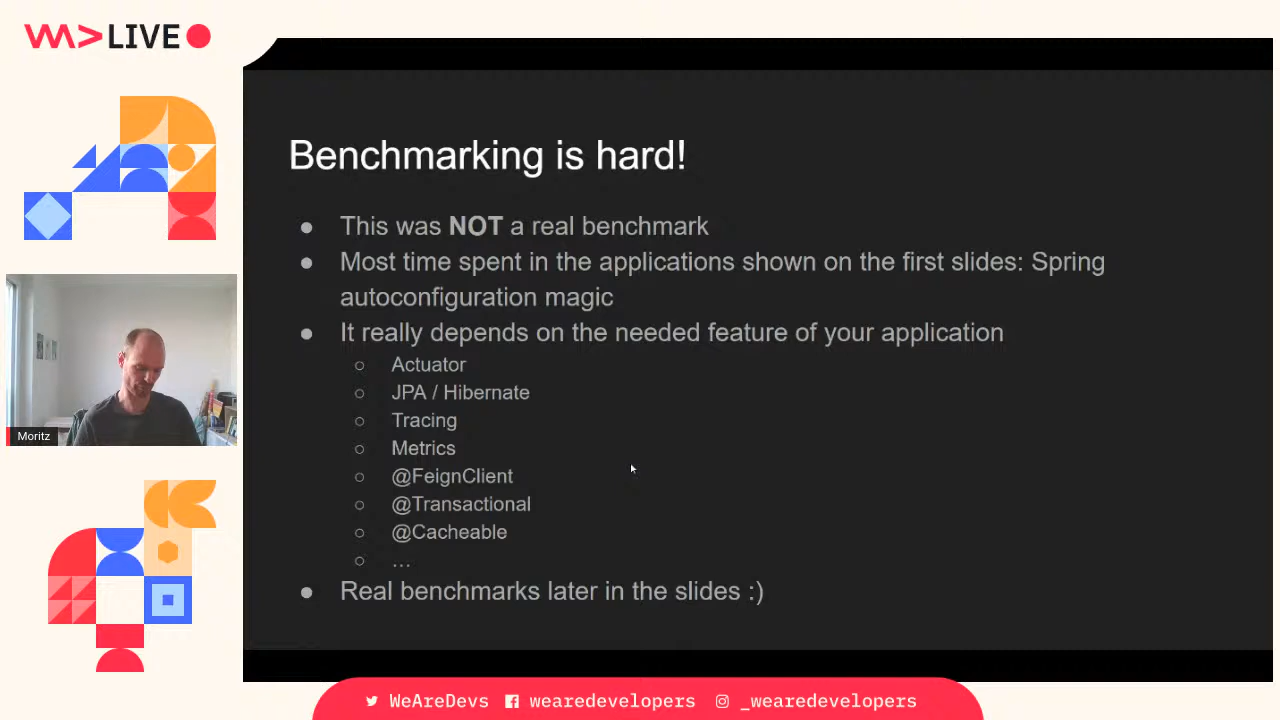 LIVE
Benchmarking is hard!
● This was NOT a real benchmark
● Most time spent in the applications shown on the first slides: Spring
autoconfiguration magic
● It really depends on the needed feature of your application
○ Actuator
○ JPA / Hibernate
○ Tracing
○ Metrics
○ @FeignClient
○ @Transactional
○ @Cacheable
○ ...
● Real benchmarks later in the slides :)
Moritz
WeAreDevs wearedevelopers _wearedevelopers